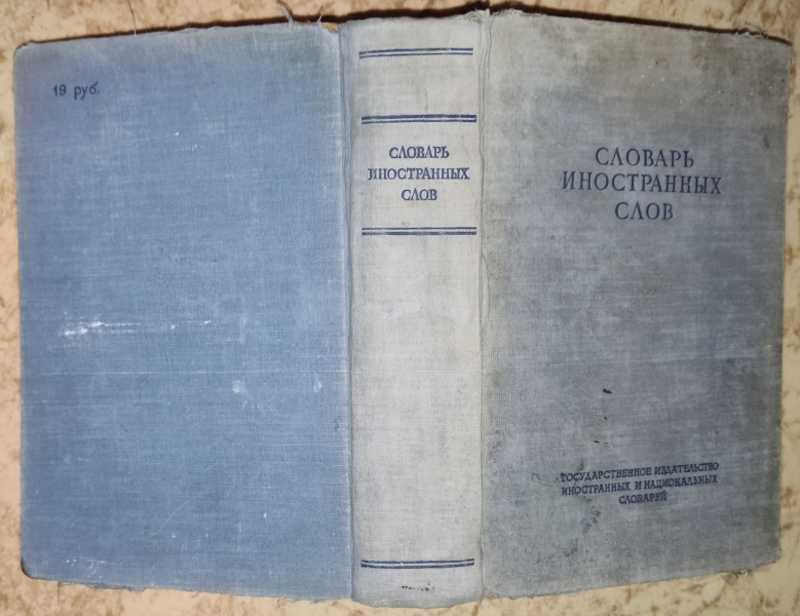 19 руб.
СЛОВАРЬ
ИНОСТРАННЫХ
СЛОВ
СЛОВАРЬ
ИНОСТРАННЫХ
СЛОВ
ГОСУДАРСТВЕННОЕ ИЗДАТЕЛЬСТВО
ИНОСТРАННЫХ И НАЦИОНАЛЬНЫХ
СЛОВАРЕЙ